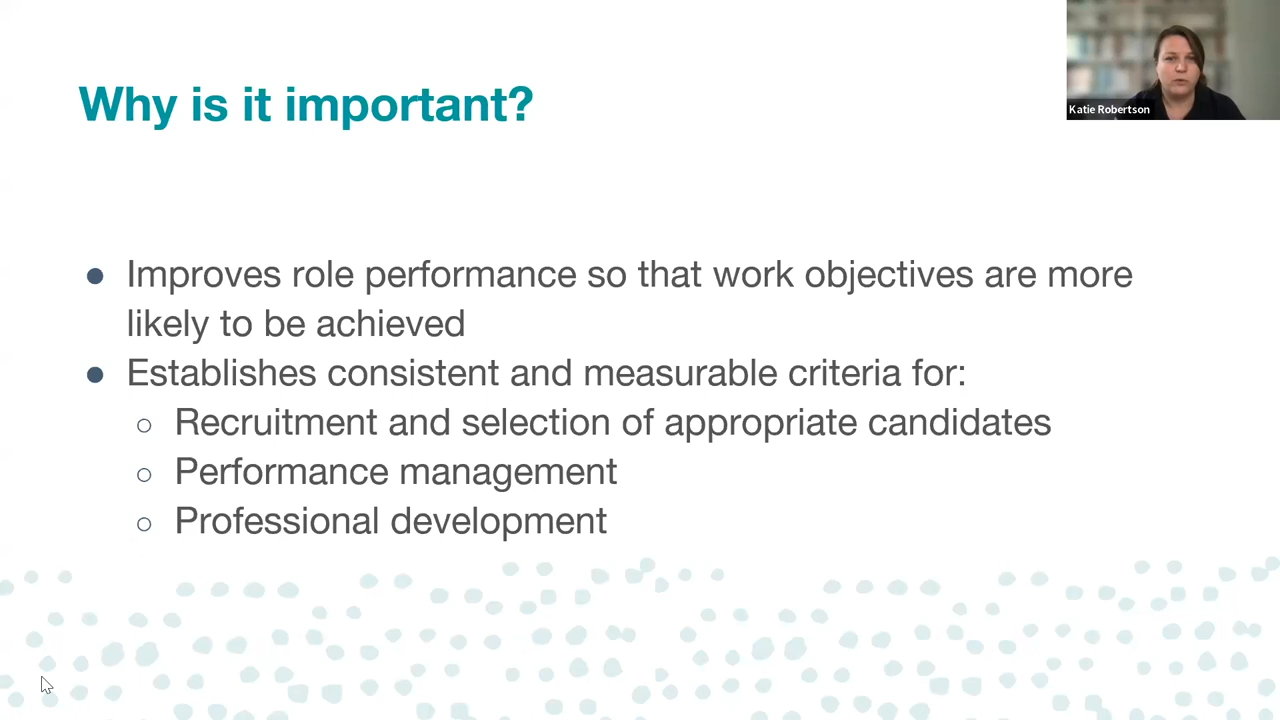 Why is it important?
Katie Robertson
● Improves role performance so that work objectives are more
likely to be achieved
● Establishes consistent and measurable criteria for:
○ Recruitment and selection of appropriate candidates
○ Performance management
○ Professional development